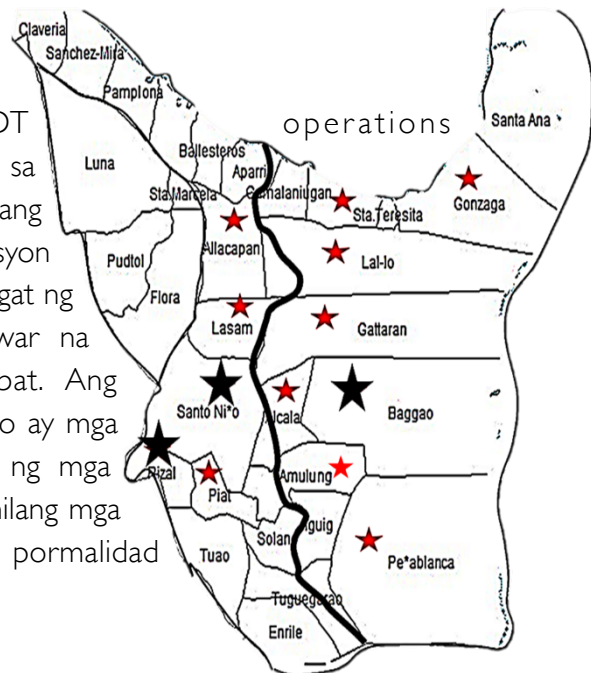 Claveria
Sanchez-Mira
Pamplona
OT operations
Santa Ana
Luna
Ballesteros
sa
Aparri
Sta.Marcela
Camalaniugan
Gonzaga
ang
Sta.Teresita
Allacapan
syon
Pudtol
Lal-lo
Flora
gat ng
Lasam
Gattaran
war na
pat. Ang
Santo Ni*o
Alcala
Baggao
o ay mga
Rizal
ng mga
Piat
Amulung
nilang mga
Solana
Iguig
pormalidad
Tuao
Pe*ablanca
Tuguegarao
Enrile